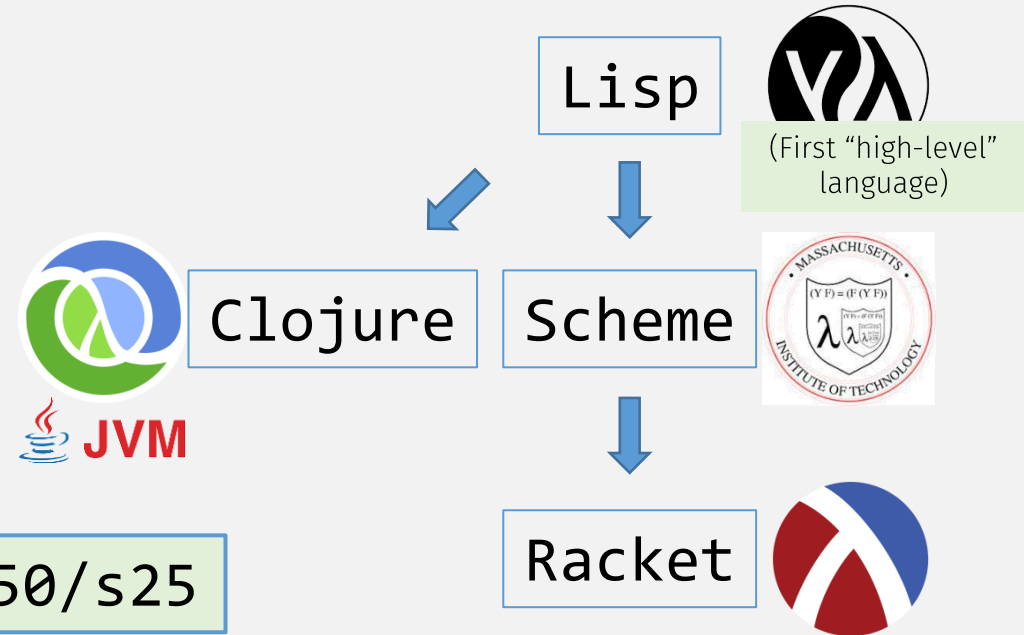 Lisp
(First “high-level”
language)
Clojure
Scheme
• MASSACHUSETTS •
(Y F) = (F (Y F))
λ
INSTITUTE OF TECHNOLOGY
JVM
Racket
50/s25